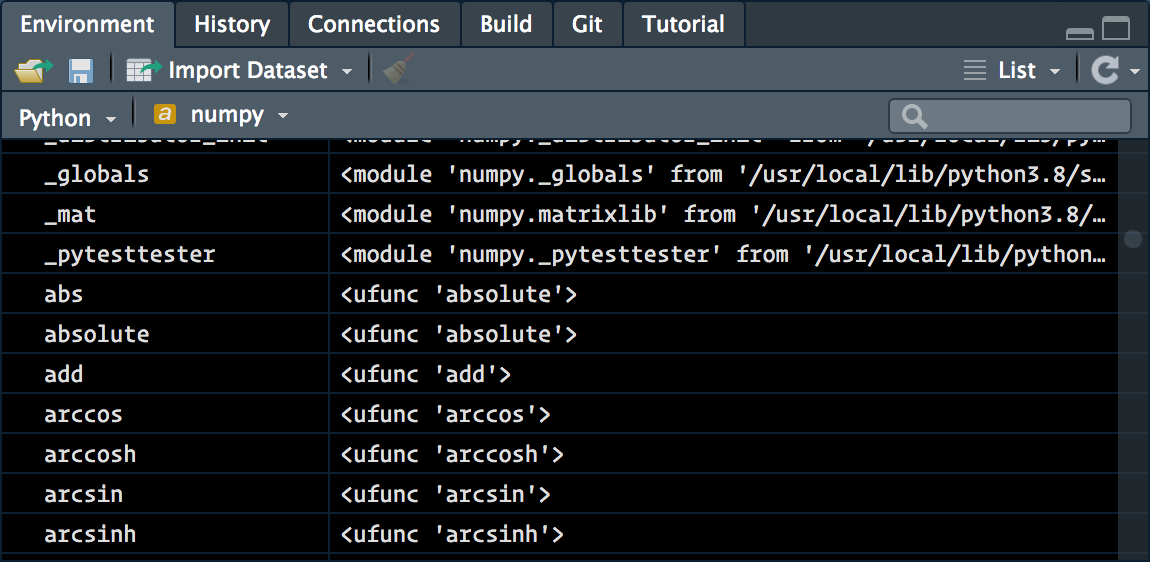 Environment History Connections Build Git Tutorial
Import Dataset List
Python a numpy
_globals <module 'numpy._globals' from '/usr/local/lib/python3.8/s…
_mat <module 'numpy.matrixlib' from '/usr/local/lib/python3.8/…
_pytesttester <module 'numpy._pytesttester' from '/usr/local/lib/python…
abs <ufunc 'absolute'>
absolute <ufunc 'absolute'>
add <ufunc 'add'>
arccos <ufunc 'arccos'>
arccosh <ufunc 'arccosh'>
arcsin <ufunc 'arcsin'>
arcsinh <ufunc 'arcsinh'>